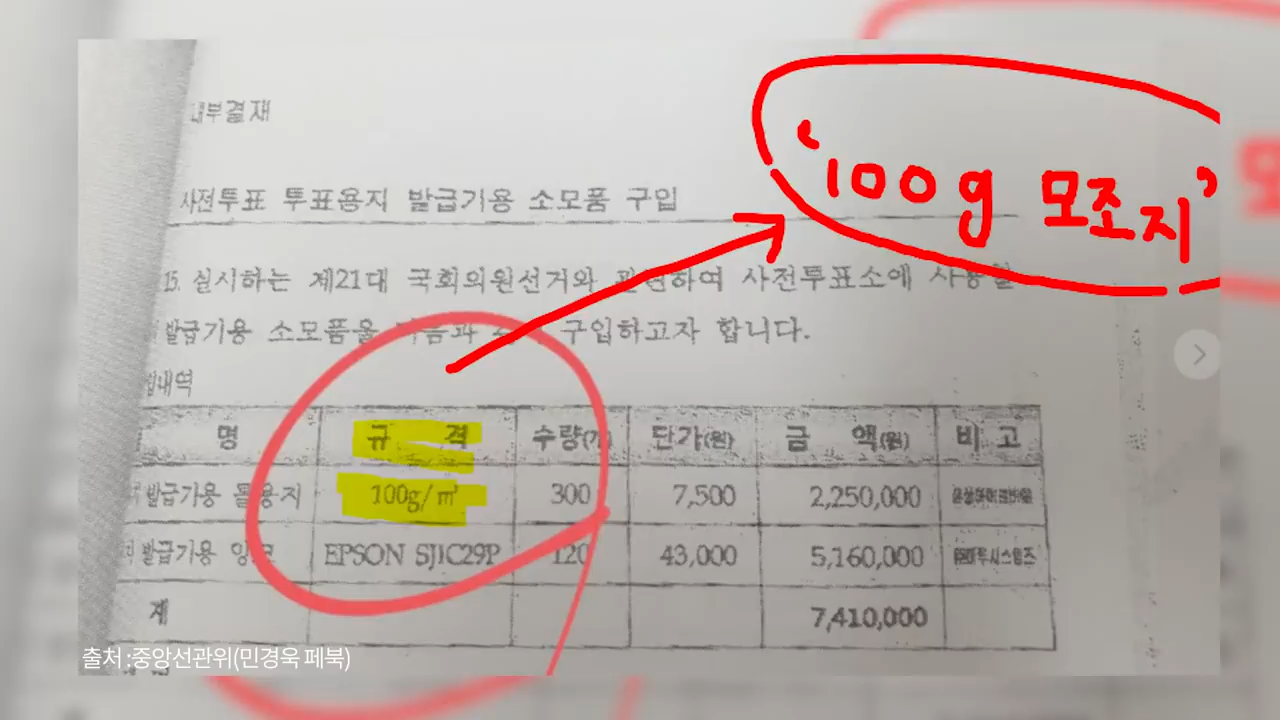 내부결재
'100g 모조지'
사전투표 투표용지 발급기용 소모품 구입
15. 실시하는 제21대 국회의원선거와 관련하여 사전투표소에 사용할
발급기용 소모품을 다음과 구입하고자 합니다.
내역
명 규 격 수량 단가(원) 금 액(원) 비 고
발급기용 롤용지 100g/㎡ 300 7,500 2,250,000
발급기용 잉크 EPSON SJIC29P 120 43,000 5,160,000
계 7,410,000
출처 :중앙선관위(민경욱 페북)
모